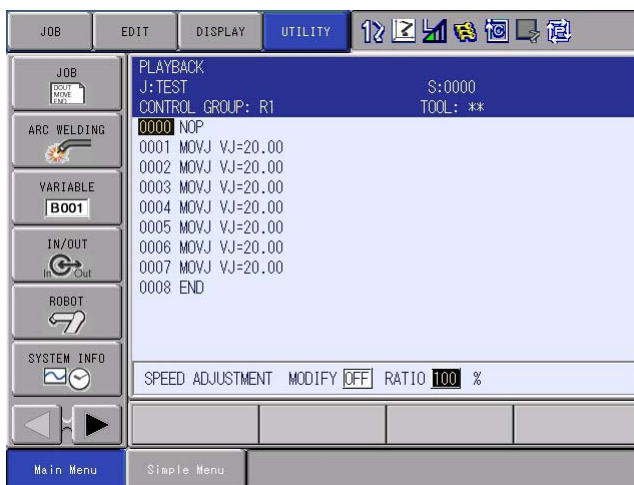 JOB EDIT DISPLAY UTILITY
JOB
DOUT
MOVE
END
ARC WELDING
VARIABLE
B001
IN/OUT
In Out
ROBOT
SYSTEM INFO
PLAYBACK
J:TEST S:0000
CONTROL GROUP: R1 TOOL: **
0000 NOP
0001 MOVJ VJ=20.00
0002 MOVJ VJ=20.00
0003 MOVJ VJ=20.00
0004 MOVJ VJ=20.00
0005 MOVJ VJ=20.00
0006 MOVJ VJ=20.00
0007 MOVJ VJ=20.00
0008 END
SPEED ADJUSTMENT MODIFY OFF RATIO 100 %
Main Menu Simple Menu